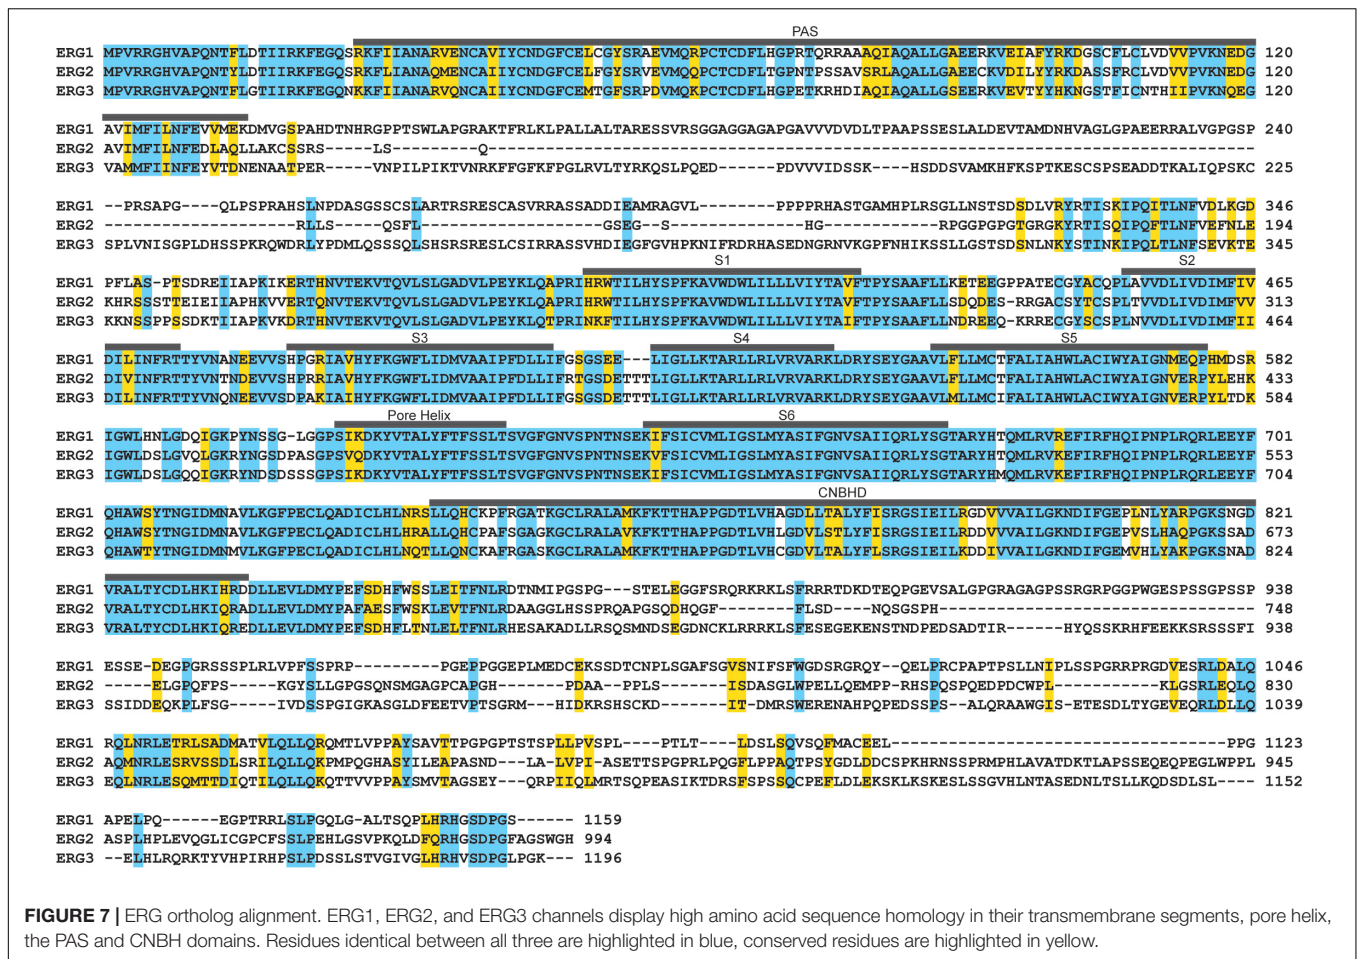 PAS
ERG1 MPVRRGHVAPQNTFLDTIIRKFEGQSRKFIIANARVENCAVIYCNDGFCELCGYSRAEVMQRPCTCDFLHGPRTQRRAAAQIAQALLGAEERKVEIAFYRKDGSCFLCLVDVVPVKNEDG 120
ERG2 MPVRRGHVAPQNTYLDTIIRKFEGQSRKFLIANAQMENCAIIYCNDGFCELFGYSRVEVMQQPCTCDFLTGPNTPSSAVSRLAQALLGAEECKVDILYYRKDASSFRCLVDVVPVKNEDG 120
ERG3 MPVRRGHVAPQNTFLGTIIRKFEGQNKKFIIANARVQNCAIIYCNDGFCEMTGFSRPDVMQKPCTCDFLHGPETKRHDIAQIAQALLGSEERKVEVTYYHKNGSTFICNTHIIPVKNQEG 120
ERG1 AVIMFILNFEVVMEKDMVGSPAHDTNHRGPPTSWLAPGRAKTFRLKLPALLALTARESSVRSGGAGGAGAPGAVVVDVDLTPAAPSSESLALDEVTAMDNHVAGLGPAEERRALVGPGSP 240
ERG2 AVIMFILNFEDLAQLLAKCSSRS-----LS---------Q---------------------------------------------------------------------------------
ERG3 VAMMFIINFEYVTDNENAATPER-----VNPILPIKTVNRKFFGFKFPGLRVLTYRKQSLPQED------PDVVVIDSSK---HSDDSVAMKHFKSPTKESCSPSEADDTKALIQPSKC 225
ERG1 --PRSAPG----QLPSPRAHSLNPDASGSSCSLARTRSRESCASVRRASSADDIEAMRAGVL--------PPPPRHASTGAMHPLRSGLLNSTSDSDLVRYRTISKIPQITLNFVDLKGD 346
ERG2 --------------------RLLS----QSFL----------------GSEG--S--------------HG----------RPGGPGPGTGRGKYRTISQIPQFTLNFVEFNLE 194
ERG3 SPLVNISGPLDHSSPKRQWDRLYPDMLQSSSQLSHSRSRESLCSIRRASSVHDIEGFGVHPKNIFRDRHASEDNGRNVKGPFNHIKSSLLGSTSDSNLNKYSTINKIPQLTLNFSEVKTE 345
S1 S2
ERG1 PFLAS-PTSDREIIAPKIKERTHNVTEKVTQVLSLGADVLPEYKLQAPRIHRWTILHYSPFKAVWDWLILLLVIYTAVFTPYSAAFLLKETEEGPPATECGYACQPLAVVDLIVDIMFIV 465
ERG2 KHRSSSTTEIEIIAPHKVVERTQNVTEKVTQVLSLGADVLPEYKLQAPRIHRWTILHYSPFKAVWDWLILLLVIYTAVFTPYSAAFLLSDQDES-RRGACSYTCSPLTVVDLIVDIMFVV 313
ERG3 KKNSSPPSSDKTIIAPKVKDRTHNVTEKVTQVLSLGADVLPEYKLQTPRINKFTILHYSPFKAVWDWLILLLVIYTAIFTPYSAAFLLNDREEQ-KRRECGYSCSPLNVVDLIVDIMFII 464
S3 S4 S5
ERG1 DILINFRTTYVNANEEVVSHPGRIAVHYFKGWFLIDMVAAIPFDLLIFGSGSEE---LIGLLKTARLLRLVRVARKLDRYSEYGAAVLFLLMCTFALIAHWLACIWYAIGNMEQPHMDSR 582
ERG2 DIVINFRTTYVNTNDEVVSHPRRIAVHYFKGWFLIDMVAAIPFDLLIFRTGSDETTTLIGLLKTARLLRLVRVARKLDRYSEYGAAVLFLLMCTFALIAHWLACIWYAIGNVERPYLEHK 433
ERG3 DILINFRTTYVNQNEEVVSDPAKIAIHYFKGWFLIDMVAAIPFDLLIFGSGSDETTTLIGLLKTARLLRLVRVARKLDRYSEYGAAVLMLLMCIFALIAHWLACIWYAIGNVERPYLTDK 584
Pore Helix S6
ERG1 IGWLHNLGDQIGKPYNSSG-LGGPSIKDKYVTALYFTFSSLTSVGFGNVSPNTNSEKIFSICVMLIGSLMYASIFGNVSAIIQRLYSGTARYHTQMLRVREFIRFHQIPNPLRQRLEEYF 701
ERG2 IGWLDSLGVQLGKRYNGSDPASGPSVQDKYVTALYFTFSSLTSVGFGNVSPNTNSEKVFSICVMLIGSLMYASIFGNVSAIIQRLYSGTARYHTQMLRVKEFIRFHQIPNPLRQRLEEYF 553
ERG3 IGWLDSLGQQIGKRYNDSDSSSGPSIKDKYVTALYFTFSSLTSVGFGNVSPNTNSEKIFSICVMLIGSLMYASIFGNVSAIIQRLYSGTARYHMQMLRVKEFIRFHQIPNPLRQRLEEYF 704
CNBHD
ERG1 QHAWSYTNGIDMNAVLKGFPECLQADICLHLNRSLLQHCKPFRGATKGCLRALAMKFKTTHAPPGDTLVHAGDLLTALYFISRGSIEILRGDVVVAILGKNDIFGEPLNLYARPGKSNGD 821
ERG2 QHAWSYTNGIDMNAVLKGFPECLQADICLHLHRALLQHCPAFSGAGKGCLRALAVKFKTTHAPPGDTLVHLGDVLSTLYFISRGSIEILRDDVVVAILGKNDIFGEPVSLHAQPGKSSAD 673
ERG3 QHAWTYTNGIDMNMVLKGFPECLQADICLHLNQTLLQNCKAFRGASKGCLRALAMKFKTTHAPPGDTLVHCGDVLTALYFLSRGSIEILKDDIVVAILGKNDIFGEMVHLYAKPGKSNAD 824
ERG1 VRALTYCDLHKIHRDDLLEVLDMYPEFSDHFWSSLEITFNLRDTNMIPGSPG---STELEGGFSRQRKRKLSFRRRTDKDTEQPGEVSALGPGRAGAGPSSRGRPGGPWGESPSSGPSSP 938
ERG2 VRALTYCDLHKIQRADLLEVLDMYPAFAESFWSKLEVTFNLRDAAGGLHSSPRQAPGSQDHQGF--------FLSD----NQSGSPH--------------------------------- 748
ERG3 VRALTYCDLHKIQREDLLEVLDMYPEFSDHFLTNLELTFNLRHESAKADLLRSQSMNDSEGDNCKLRRRKLSFESEGEKENSTNDPEDSADTIR------HYQSSKRHFEEKKSRSSSFI 938
ERG1 ESSE-DEGPGRSSSPLRLVPFSSPRP---------PGEPPGGEPLMEDCEKSSDTCNPLSGAFSGVSNIFSFWGDSRGRQY--QELPRCPAPTPSLLNIPLSSPGRRPRGDVESRLDALQ 1046
ERG2 -----ELGPQFPS----KGYSLLGPGSQNSMGAGPCAPGH-------PDAA--PPLS-------ISDASGLWPELLQEMPP-RHSPQSPQEDPDCWPL-----------KLGSRLEQLQ 830
ERG3 SSIDDEQKPLFSG----IVDSSPGIGKASGLDFEETVPTSGRM---HIDKRSHSCKD-------IT-DMRSWERENAHPQPEDSSPS--ALQRAAWGIS-ETESDLTYGEVEQRLDLLQ 1039
ERG1 RQLNRLETRLSADMATVLQLLQRQMTLVPPAYSAVTTPGPGPTSTSPLLPVSPL----PTLT----LDSLSQVSQFMACEEL-----------------------------------PPG 1123
ERG2 AQMNRLESRVSSDLSRILQLLQKPMPQGHASYILEAPASND---LA-LVPI-ASETTSPGPRLPQGFLPPAQTPSYGDLDDCSPKHRNSSPRMPHLAVATDKTLAPSSEQEQPEGLWPPL 945
ERG3 EQLNRLESQMTTDIQTILQLLQKQTTVVPPAYSMVTAGSEY---QRPIIQLMRTSQPEASIKTDRSFSPSSQCPEFLDLEKSKLKSKESLSSGVHLNTASEDNLTSLLKQDSDLSL---- 1152
ERG1 APELPQ------EGPTRRLSLPGQLG-ALTSQPLHRHGSDPGS------ 1159
ERG2 ASPLHPLEVQGLICGPCFSSLPEHLGSVPKQLDFQRHGSDPGFAGSWGH 994
ERG3 --ELHLRQRKTYVHPIRHPSLPDSSLSTVGIVGLHRHVSDPGLPGK--- 1196
FIGURE 7 | ERG ortholog alignment. ERG1, ERG2, and ERG3 channels display high amino acid sequence homology in their transmembrane segments, pore helix,
the PAS and CNBH domains. Residues identical between all three are highlighted in blue, conserved residues are highlighted in yellow.